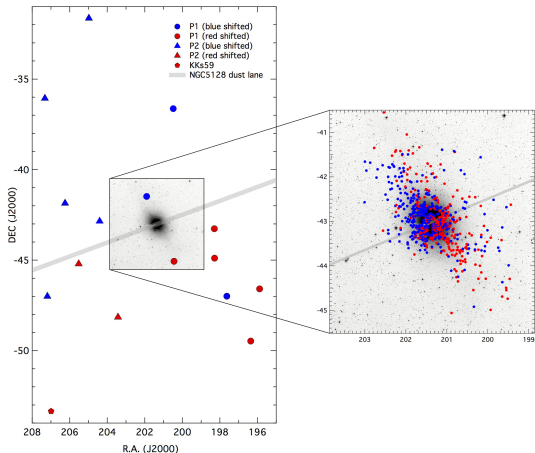 P1 (blue shifted)
P1 (red shifted)
P2 (blue shifted)
P2 (red shifted)
KKs59
NGC5128 dust lane
-35
-40
-45
-50
DEC (J2000)
208 206 204 202 200 198 196
R.A. (J2000)
-41
-42
-43
-44
-45
203 202 201 200 199